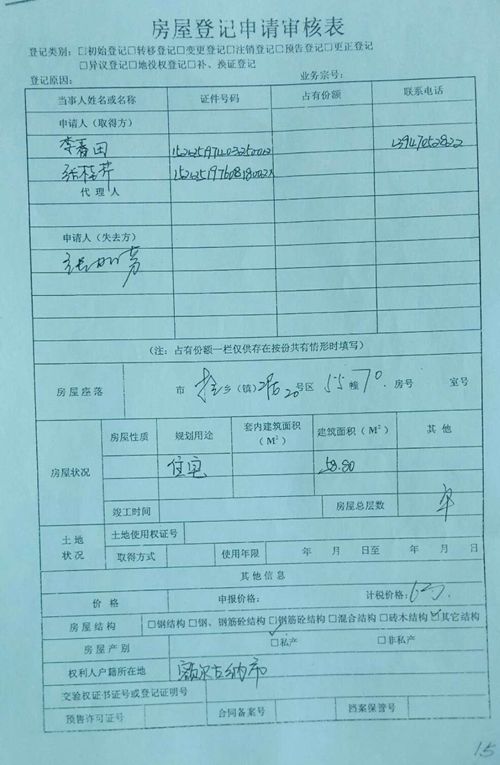 房屋登记申请审核表
登记类别：□初始登记□转移登记□变更登记□注销登记□预告登记□更正登记
□异议登记□地役权登记□补、换证登记
登记原因： 业务宗号：
当事人姓名或名称 证件号码 占有份额 联系电话
申请人（取得方）
李春田 13947052822
代理人
申请人（失去方）
（注：占有份额一栏仅供存在按份共有情形时填写）
房屋座落 市 乡（镇） 20 号区 55 幢 70. 房号 室号
房屋状况 房屋性质 规划用途 套内建筑面积（M²） 建筑面积（M²） 其他
住宅 58.80
竣工时间 房屋总层数
土地状况 土地使用权证号
取得方式 使用年限 年 月 日至 年 月 日
其他信息
价格 申报价格： 计税价格：
房屋结构 □钢结构 □钢、钢筋砼结构 □钢筋砼结构 □混合结构 □砖木结构 □其它结构
房屋产别 □私产 □非私产
权利人户籍所在地 额尔古纳市
交验权证书证号或登记证明号
预告许可证号 合同备案号 档案保管号
15